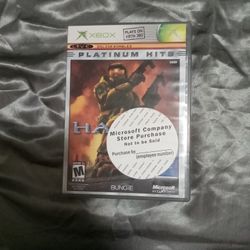 XBOX
PLAYS ON
XBOX 360
PLATINUM HITS
HA
Microsoft Company
Store Purchase
Not to be Sold
Purchase by
(employee number)
M
BUNGIE
Microsoft